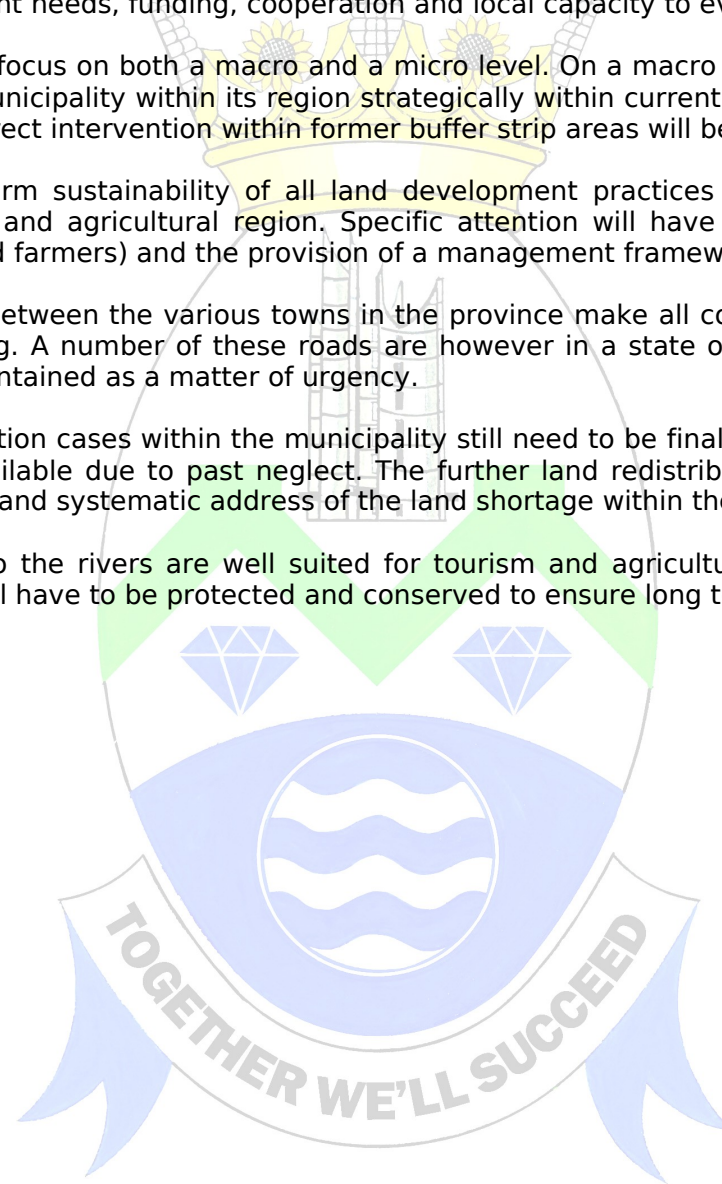 nt needs, funding, cooperation and local capacity to ev
focus on both a macro and a micro level. On a macro
unicipality within its region strategically within current
rect intervention within former buffer strip areas will be
rm sustainability of all land development practices
and agricultural region. Specific attention will have
d farmers) and the provision of a management framew
etween the various towns in the province make all co
g. A number of these roads are however in a state o
ntained as a matter of urgency.
tion cases within the municipality still need to be final
ilable due to past neglect. The further land redistrib
and systematic address of the land shortage within the
o the rivers are well suited for tourism and agricultu
l have to be protected and conserved to ensure long t
TOGETHER WE'LL SUCCEED